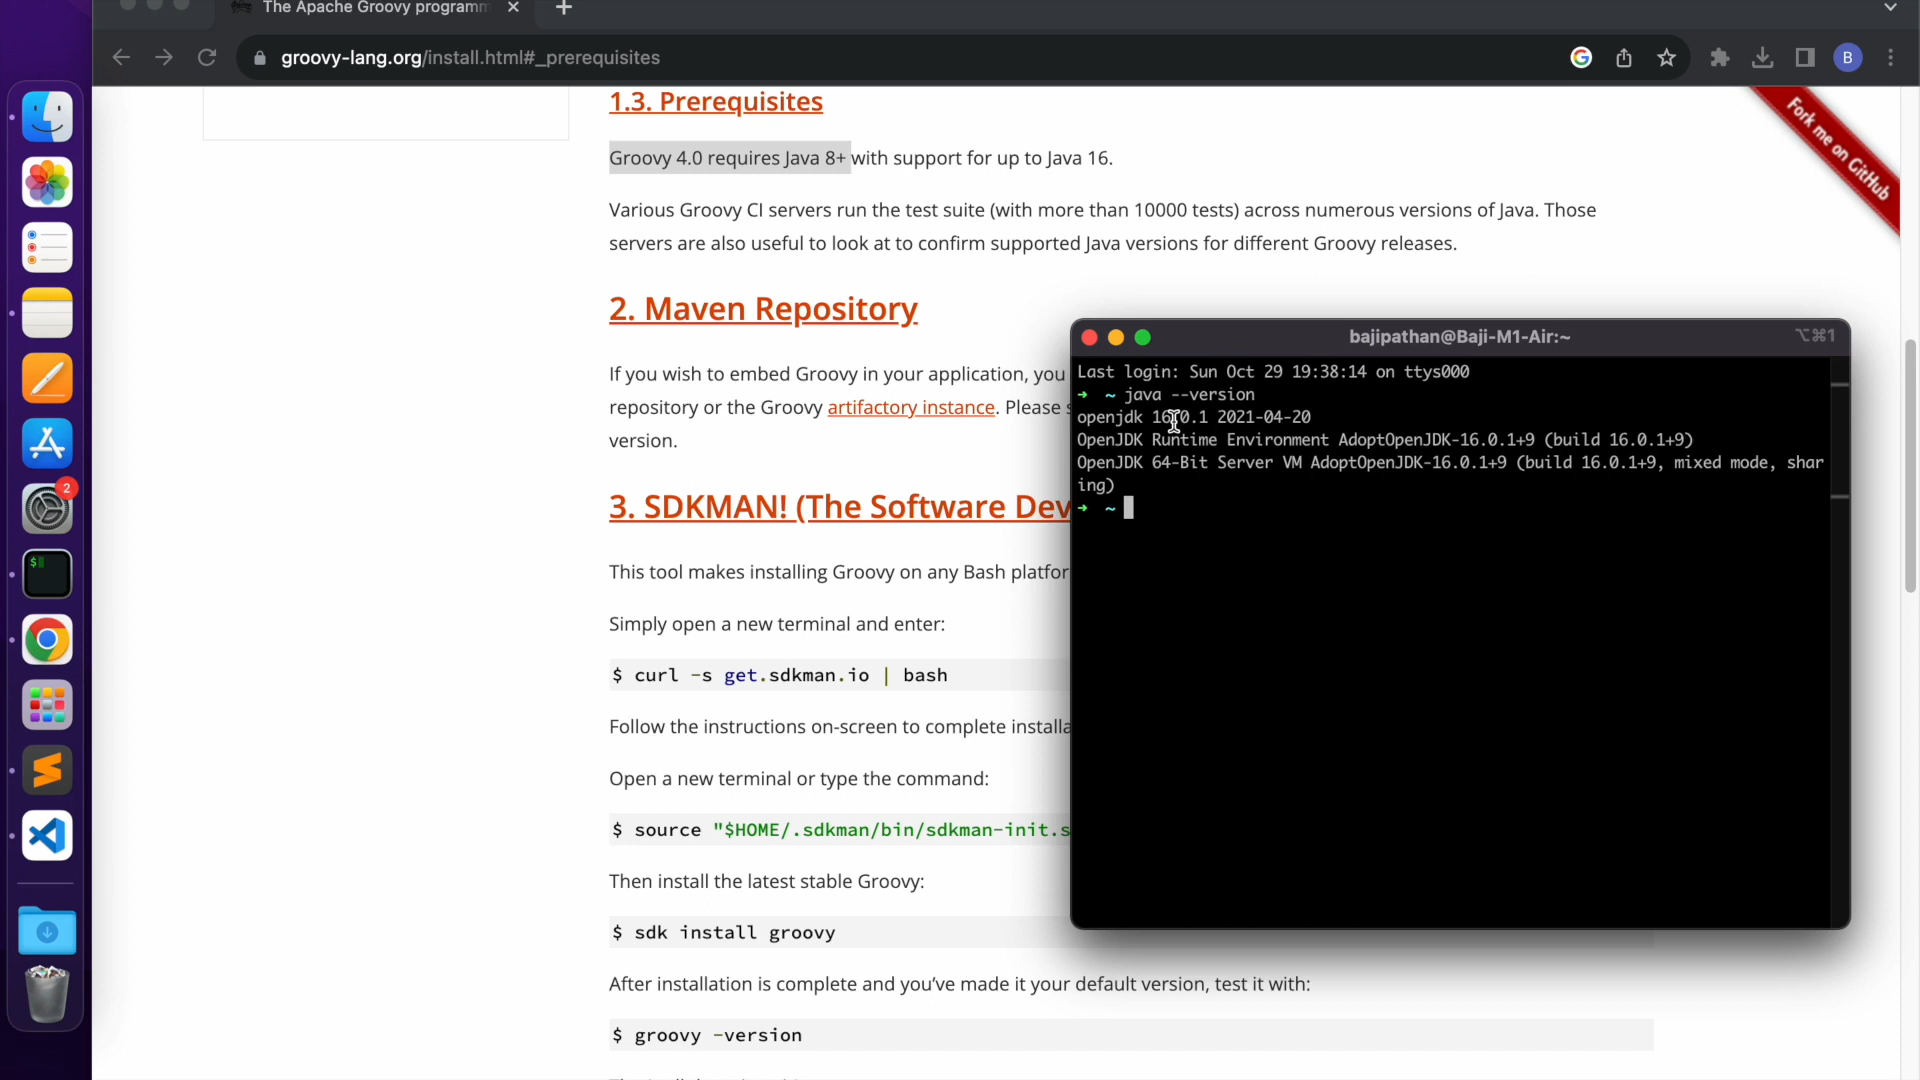 The Apache Groovy programm
groovy-lang.org/install.html#_prerequisites
B
1.3. Prerequisites
Groovy 4.0 requires Java 8+ with support for up to Java 16.
Various Groovy CI servers run the test suite (with more than 10000 tests) across numerous versions of Java. Those
servers are also useful to look at to confirm supported Java versions for different Groovy releases.
Fork me on GitHub
2. Maven Repository
If you wish to embed Groovy in your application, you
repository or the Groovy artifactory instance. Please s
version.
3. SDKMAN! (The Software Dev
This tool makes installing Groovy on any Bash platfor
Simply open a new terminal and enter:
$ curl -s get.sdkman.io | bash
Follow the instructions on-screen to complete installa
Open a new terminal or type the command:
$ source "$HOME/.sdkman/bin/sdkman-init.s
Then install the latest stable Groovy:
$ sdk install groovy
After installation is complete and you've made it your default version, test it with:
$ groovy -version
bajipathan@Baji-M1-Air:~
⌥⌘1
Last login: Sun Oct 29 19:38:14 on ttys000
➜ ~ java --version
openjdk 16.0.1 2021-04-20
OpenJDK Runtime Environment AdoptOpenJDK-16.0.1+9 (build 16.0.1+9)
OpenJDK 64-Bit Server VM AdoptOpenJDK-16.0.1+9 (build 16.0.1+9, mixed mode, shar
ing)
➜ ~
2
$